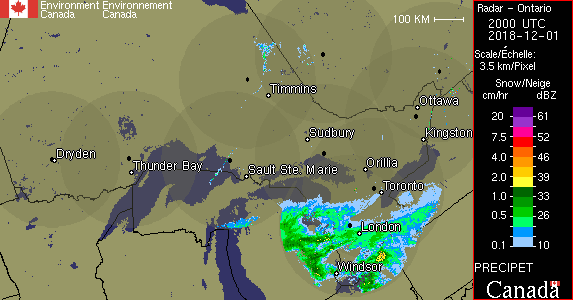 Environment Environnement
Canada Canada
100 KM
Timmins
Ottawa
Sudbury
Kingston
Dryden
Thunder Bay
Sault Ste. Marie
Orillia
Toronto
London
Windsor
Radar - Ontario
2000 UTC
2018-12-01
Scale/Échelle:
3.5 km/Pixel
Snow/Neige
cm/hr dBZ
20 61
7.5 52
4.0 46
2.0 39
1.0 33
0.5 26
0.1 10
PRECIPET
Canada